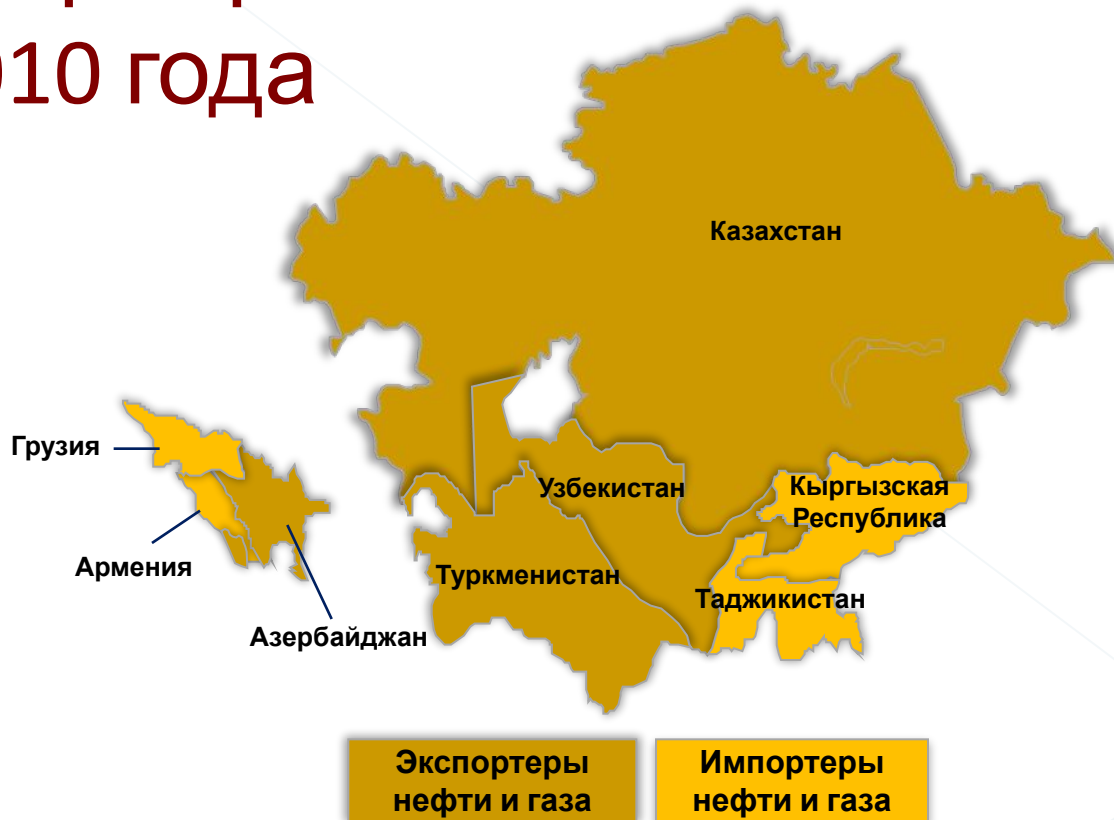 010 года
Казахстан
Грузия
Узбекистан
Кыргызская
Республика
Армения
Туркменистан
Таджикистан
Азербайджан
Экспортеры
нефти и газа
Импортеры
нефти и газа